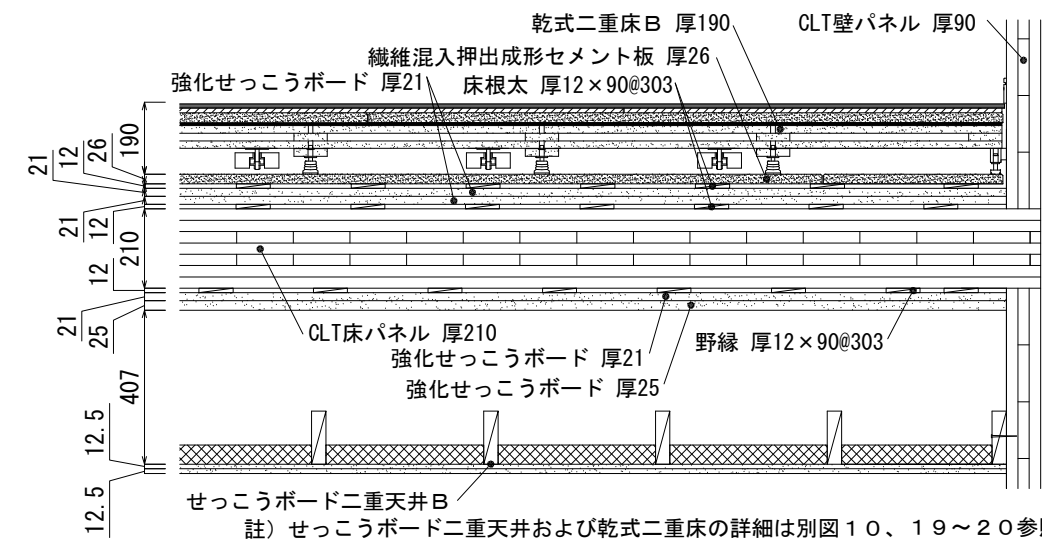 乾式二重床B 厚190
CLT壁パネル 厚90
繊維混入押出成形セメント板 厚26
強化せっこうボード 厚21
床根太 厚12×90@303
190
26
12
21
21
12
210
12
21
25
407
12.5
12.5
CLT床パネル 厚210
野縁 厚12×90@303
強化せっこうボード 厚21
強化せっこうボード 厚25
せっこうボード二重天井B
註）せっこうボード二重天井および乾式二重床の詳細は別図10、19～20参